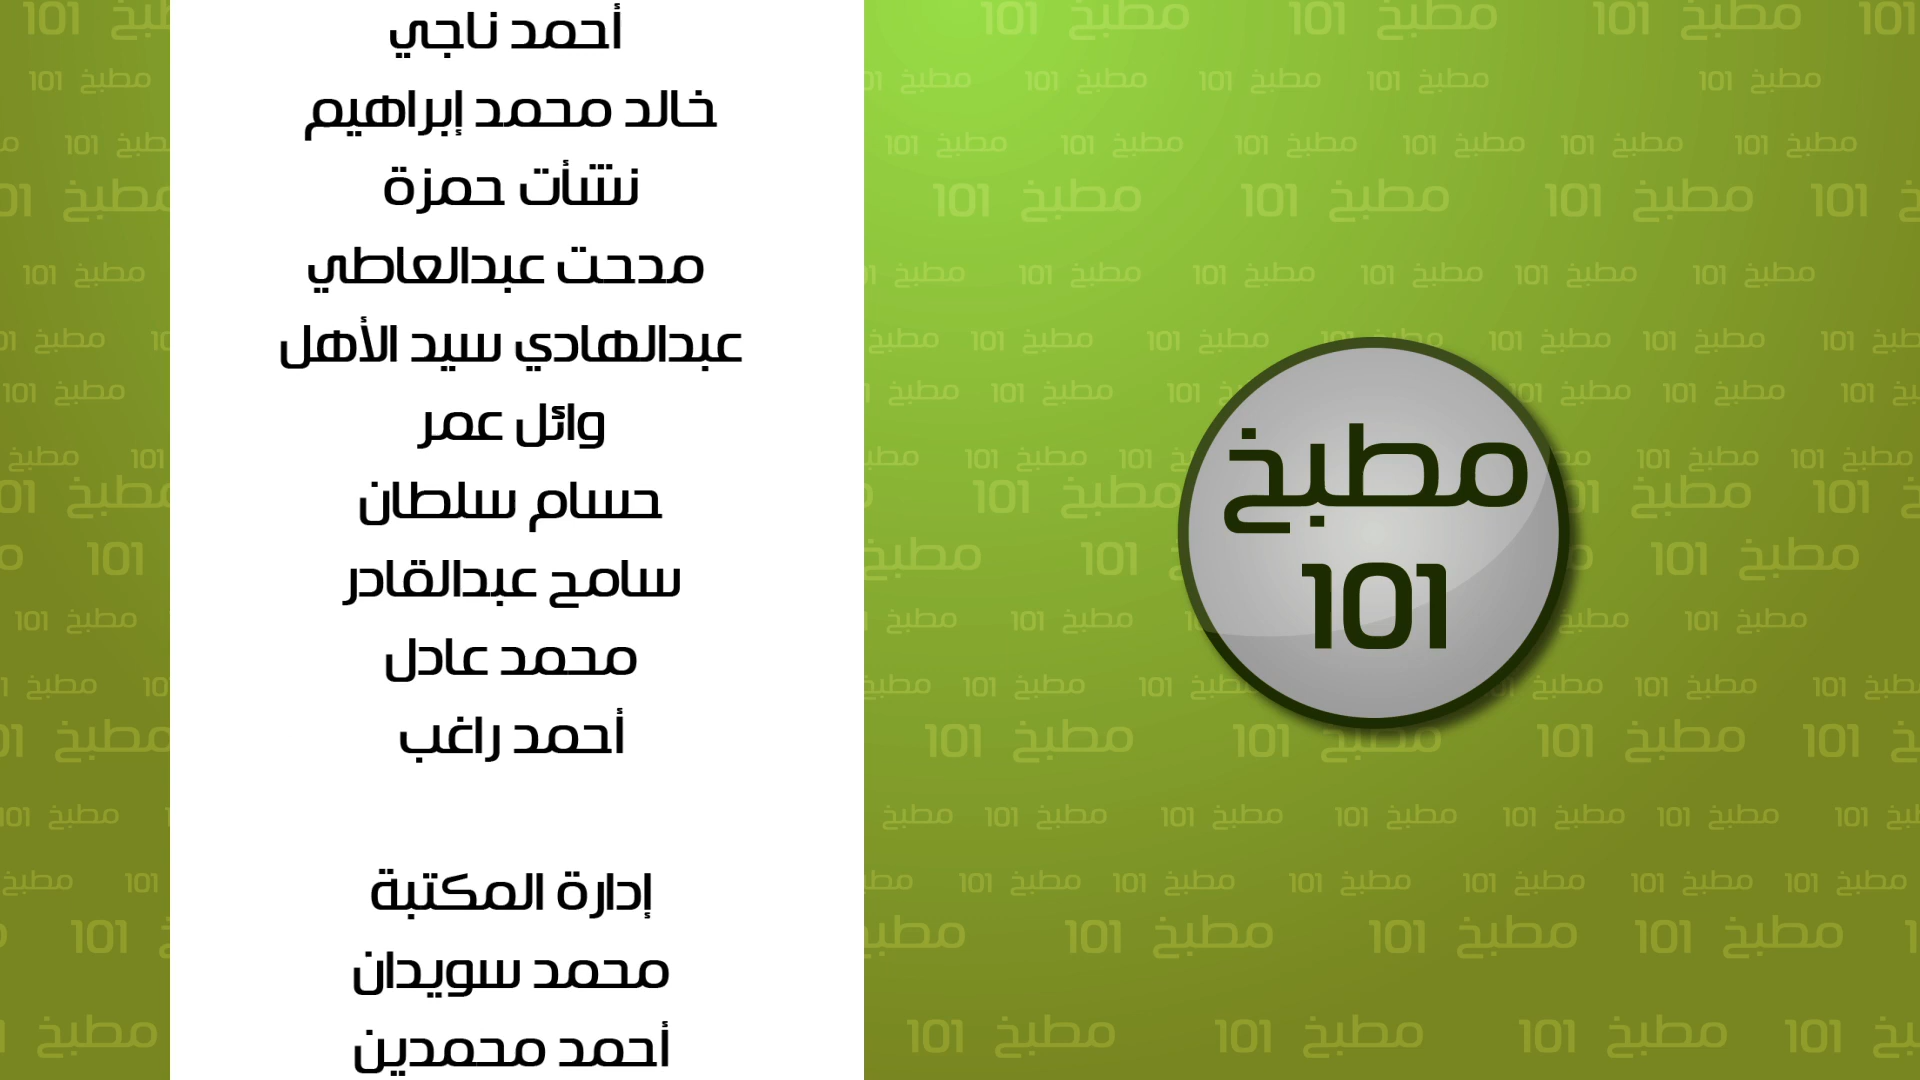 أحمد ناجي
خالد محمد إبراهيم
نشأت حمزة
مدحت عبدالعاطي
عبدالهادي سيد الأهل
وائل عمر
حسام سلطان
سامح عبدالقادر
محمد عادل
أحمد راغب
إدارة المكتبة
محمد سويدان
أحمد محمدين
مطبخ
101